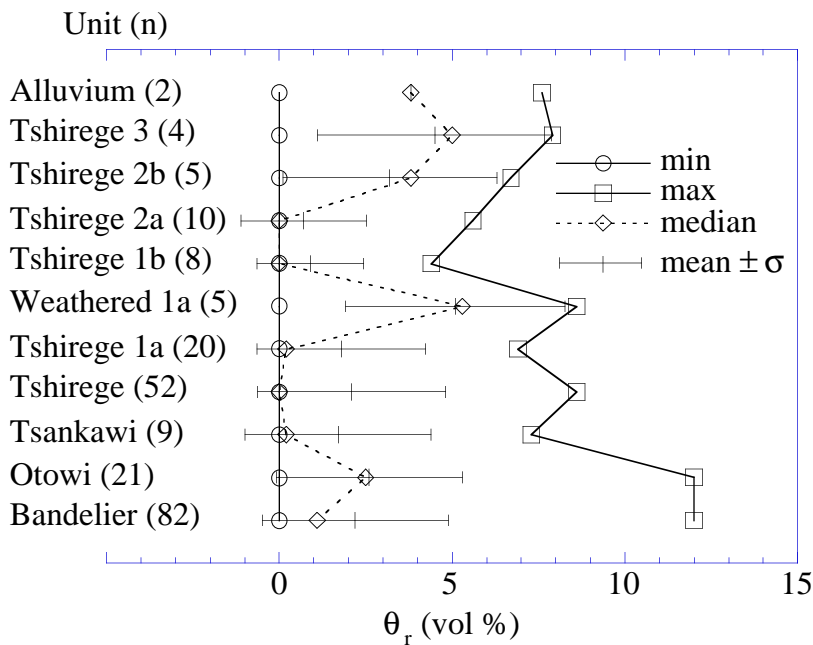 Unit (n)
Alluvium (2)
Tshirege 3 (4)
Tshirege 2b (5)
Tshirege 2a (10)
Tshirege 1b (8)
Weathered 1a (5)
Tshirege 1a (20)
Tshirege (52)
Tsankawi (9)
Otowi (21)
Bandelier (82)
min
max
median
mean ± σ
0 5 10 15
θr (vol %)